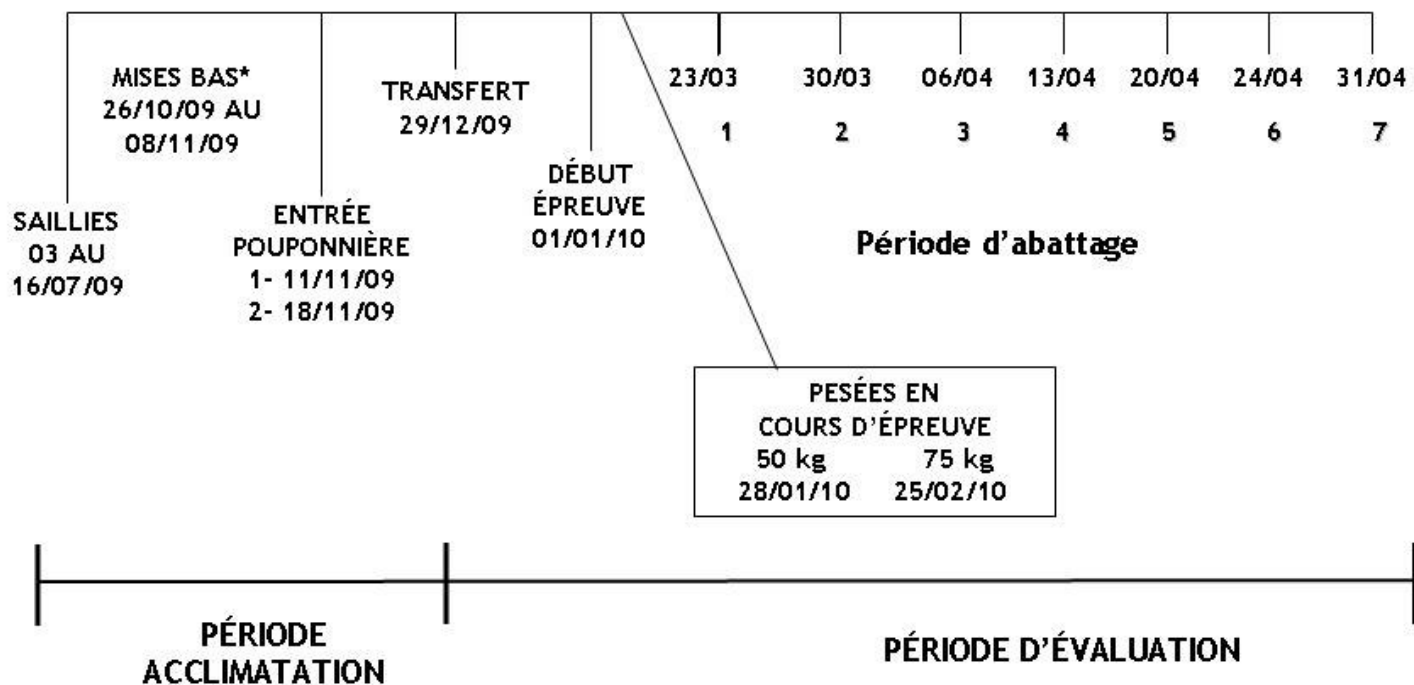 SAILLIES
03 AU
16/07/09
MISES BAS*
26/10/09 AU
08/11/09
ENTRÉE
POUPONNIÈRE
1- 11/11/09
2- 18/11/09
TRANSFERT
29/12/09
DÉBUT
ÉPREUVE
01/01/10
23/03 30/03 06/04 13/04 20/04 24/04 31/04
1 2 3 4 5 6 7
Période d'abattage
PESÉES EN
COURS D'ÉPREUVE
50 kg 75 kg
28/01/10 25/02/10
PÉRIODE
ACCLIMATATION
PÉRIODE D'ÉVALUATION